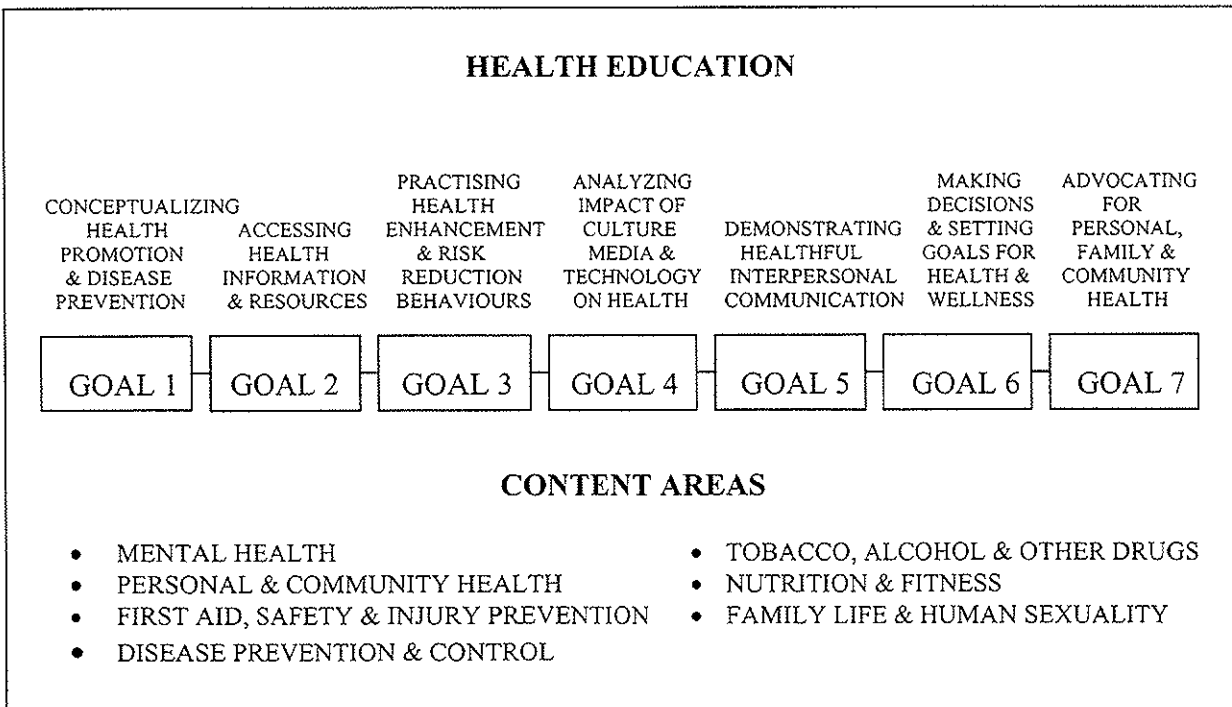 HEALTH EDUCATION
CONCEPTUALIZING
HEALTH
PROMOTION
& DISEASE
PREVENTION
ACCESSING
HEALTH
INFORMATION
& RESOURCES
PRACTISING
HEALTH
ENHANCEMENT
& RISK
REDUCTION
BEHAVIOURS
ANALYZING
IMPACT OF
CULTURE
MEDIA &
TECHNOLOGY
ON HEALTH
DEMONSTRATING
HEALTHFUL
INTERPERSONAL
COMMUNICATION
MAKING
DECISIONS
& SETTING
GOALS FOR
HEALTH &
WELLNESS
ADVOCATING
FOR
PERSONAL,
FAMILY &
COMMUNITY
HEALTH
GOAL 1
GOAL 2
GOAL 3
GOAL 4
GOAL 5
GOAL 6
GOAL 7
CONTENT AREAS
• MENTAL HEALTH
• PERSONAL & COMMUNITY HEALTH
• FIRST AID, SAFETY & INJURY PREVENTION
• DISEASE PREVENTION & CONTROL
• TOBACCO, ALCOHOL & OTHER DRUGS
• NUTRITION & FITNESS
• FAMILY LIFE & HUMAN SEXUALITY